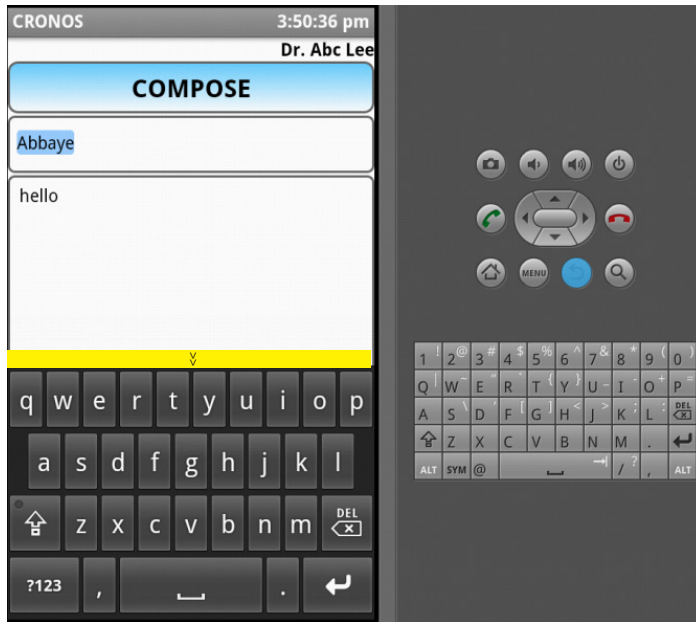 CRONOS 3:50:36 pm
Dr. Abc Lee
COMPOSE
Abbaye
hello
q w e r t y u i o p
a s d f g h j k l
z x c v b n m DEL
?123 , .
MENU
1 ! 2 @ 3 # 4 $ 5 % 6 ^ 7 & 8 * 9 ( 0 )
Q | W ~ E " R ` T { Y } U - I - O + P =
A S \ D ' F [ G ] H < J > K ; L : DEL
Z X C V B N M .
ALT SYM @ / ? , ALT